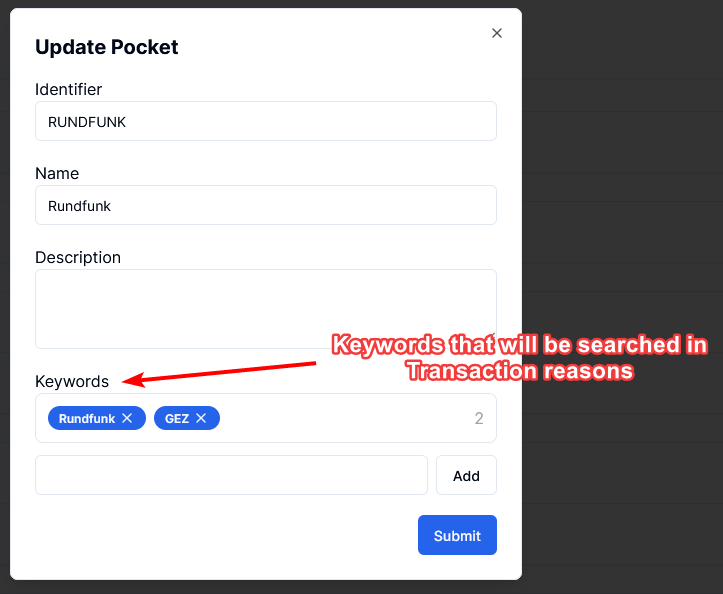 Update Pocket
Identifier
RUNDFUNK
Name
Rundfunk
Description
Keywords that will be searched in
Transaction reasons
Keywords
Rundfunk GEZ 2
Add
Submit